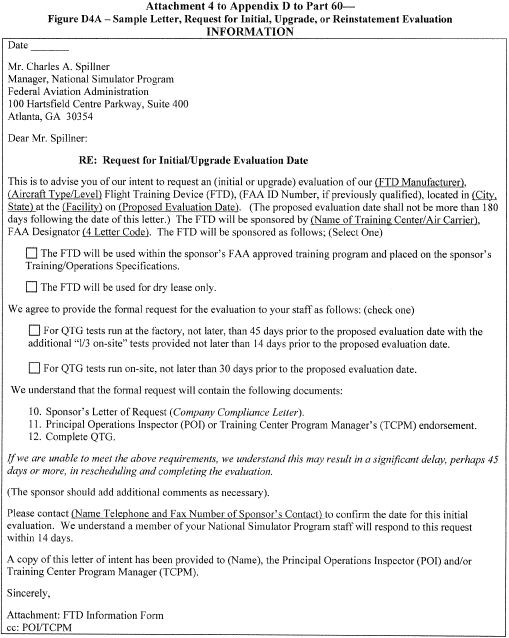 Attachment 4 to Appendix D to Part 60—
Figure D4A – Sample Letter, Request for Initial, Upgrade, or Reinstatement Evaluation
INFORMATION
Date _______
Mr. Charles A. Spillner
Manager, National Simulator Program
Federal Aviation Administration
100 Hartsfield Centre Parkway, Suite 400
Atlanta, GA 30354
Dear Mr. Spillner:
RE: Request for Initial/Upgrade Evaluation Date
This is to advise you of our intent to request an (initial or upgrade) evaluation of our (FTD Manufacturer),
(Aircraft Type/Level) Flight Training Device (FTD), (FAA ID Number, if previously qualified), located in (City,
State) at the (Facility) on (Proposed Evaluation Date). (The proposed evaluation date shall not be more than 180
days following the date of this letter.) The FTD will be sponsored by (Name of Training Center/Air Carrier),
FAA Designator (4 Letter Code). The FTD will be sponsored as follows; (Select One)
☐ The FTD will be used within the sponsor's FAA approved training program and placed on the sponsor's
Training/Operations Specifications.
☐ The FTD will be used for dry lease only.
We agree to provide the formal request for the evaluation to your staff as follows: (check one)
☐ For QTG tests run at the factory, not later, than 45 days prior to the proposed evaluation date with the
additional "1/3 on-site" tests provided not later than 14 days prior to the proposed evaluation date.
☐ For QTG tests run on-site, not later than 30 days prior to the proposed evaluation date.
We understand that the formal request will contain the following documents:
10. Sponsor's Letter of Request (Company Compliance Letter).
11. Principal Operations Inspector (POI) or Training Center Program Manager's (TCPM) endorsement.
12. Complete QTG.
If we are unable to meet the above requirements, we understand this may result in a significant delay, perhaps 45
days or more, in rescheduling and completing the evaluation.
(The sponsor should add additional comments as necessary).
Please contact (Name Telephone and Fax Number of Sponsor's Contact) to confirm the date for this initial
evaluation. We understand a member of your National Simulator Program staff will respond to this request
within 14 days.
A copy of this letter of intent has been provided to (Name), the Principal Operations Inspector (POI) and/or
Training Center Program Manager (TCPM).
Sincerely,
Attachment: FTD Information Form
cc: POI/TCPM